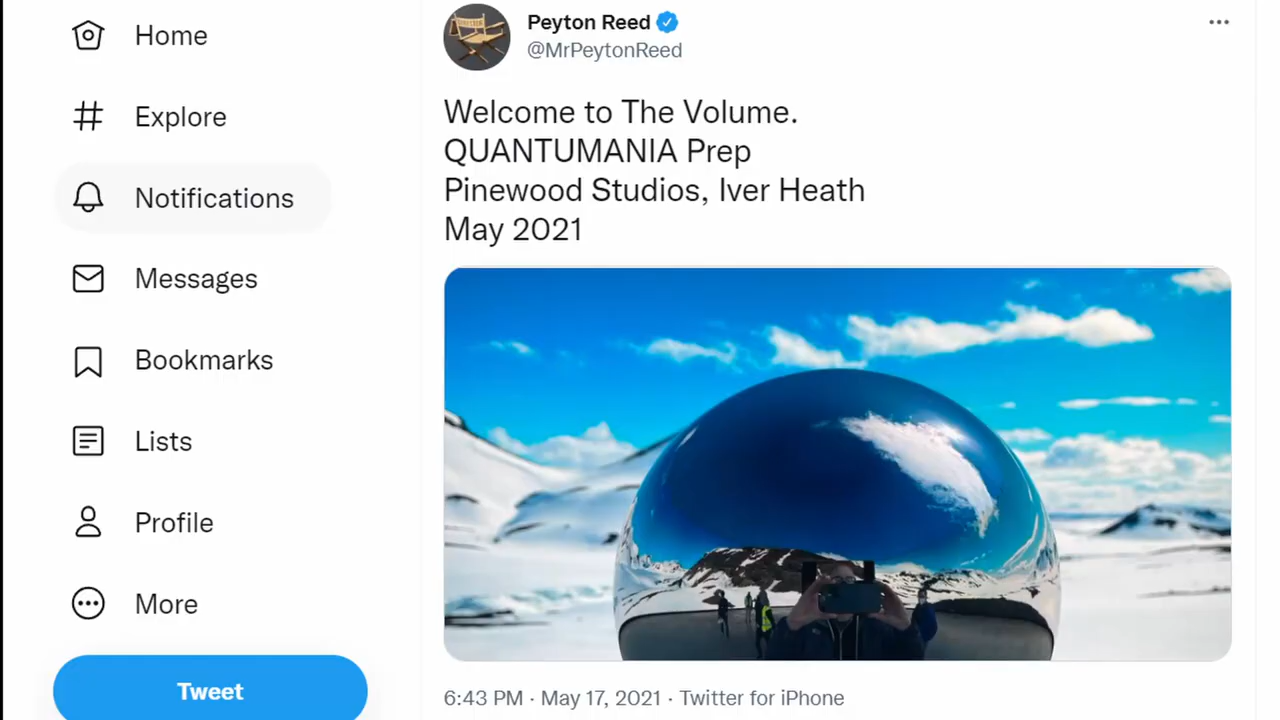 Home
Explore
Notifications
Messages
Bookmarks
Lists
Profile
More
Tweet
Peyton Reed
@MrPeytonReed
Welcome to The Volume.
QUANTUMANIA Prep
Pinewood Studios, Iver Heath
May 2021
6:43 PM · May 17, 2021 · Twitter for iPhone